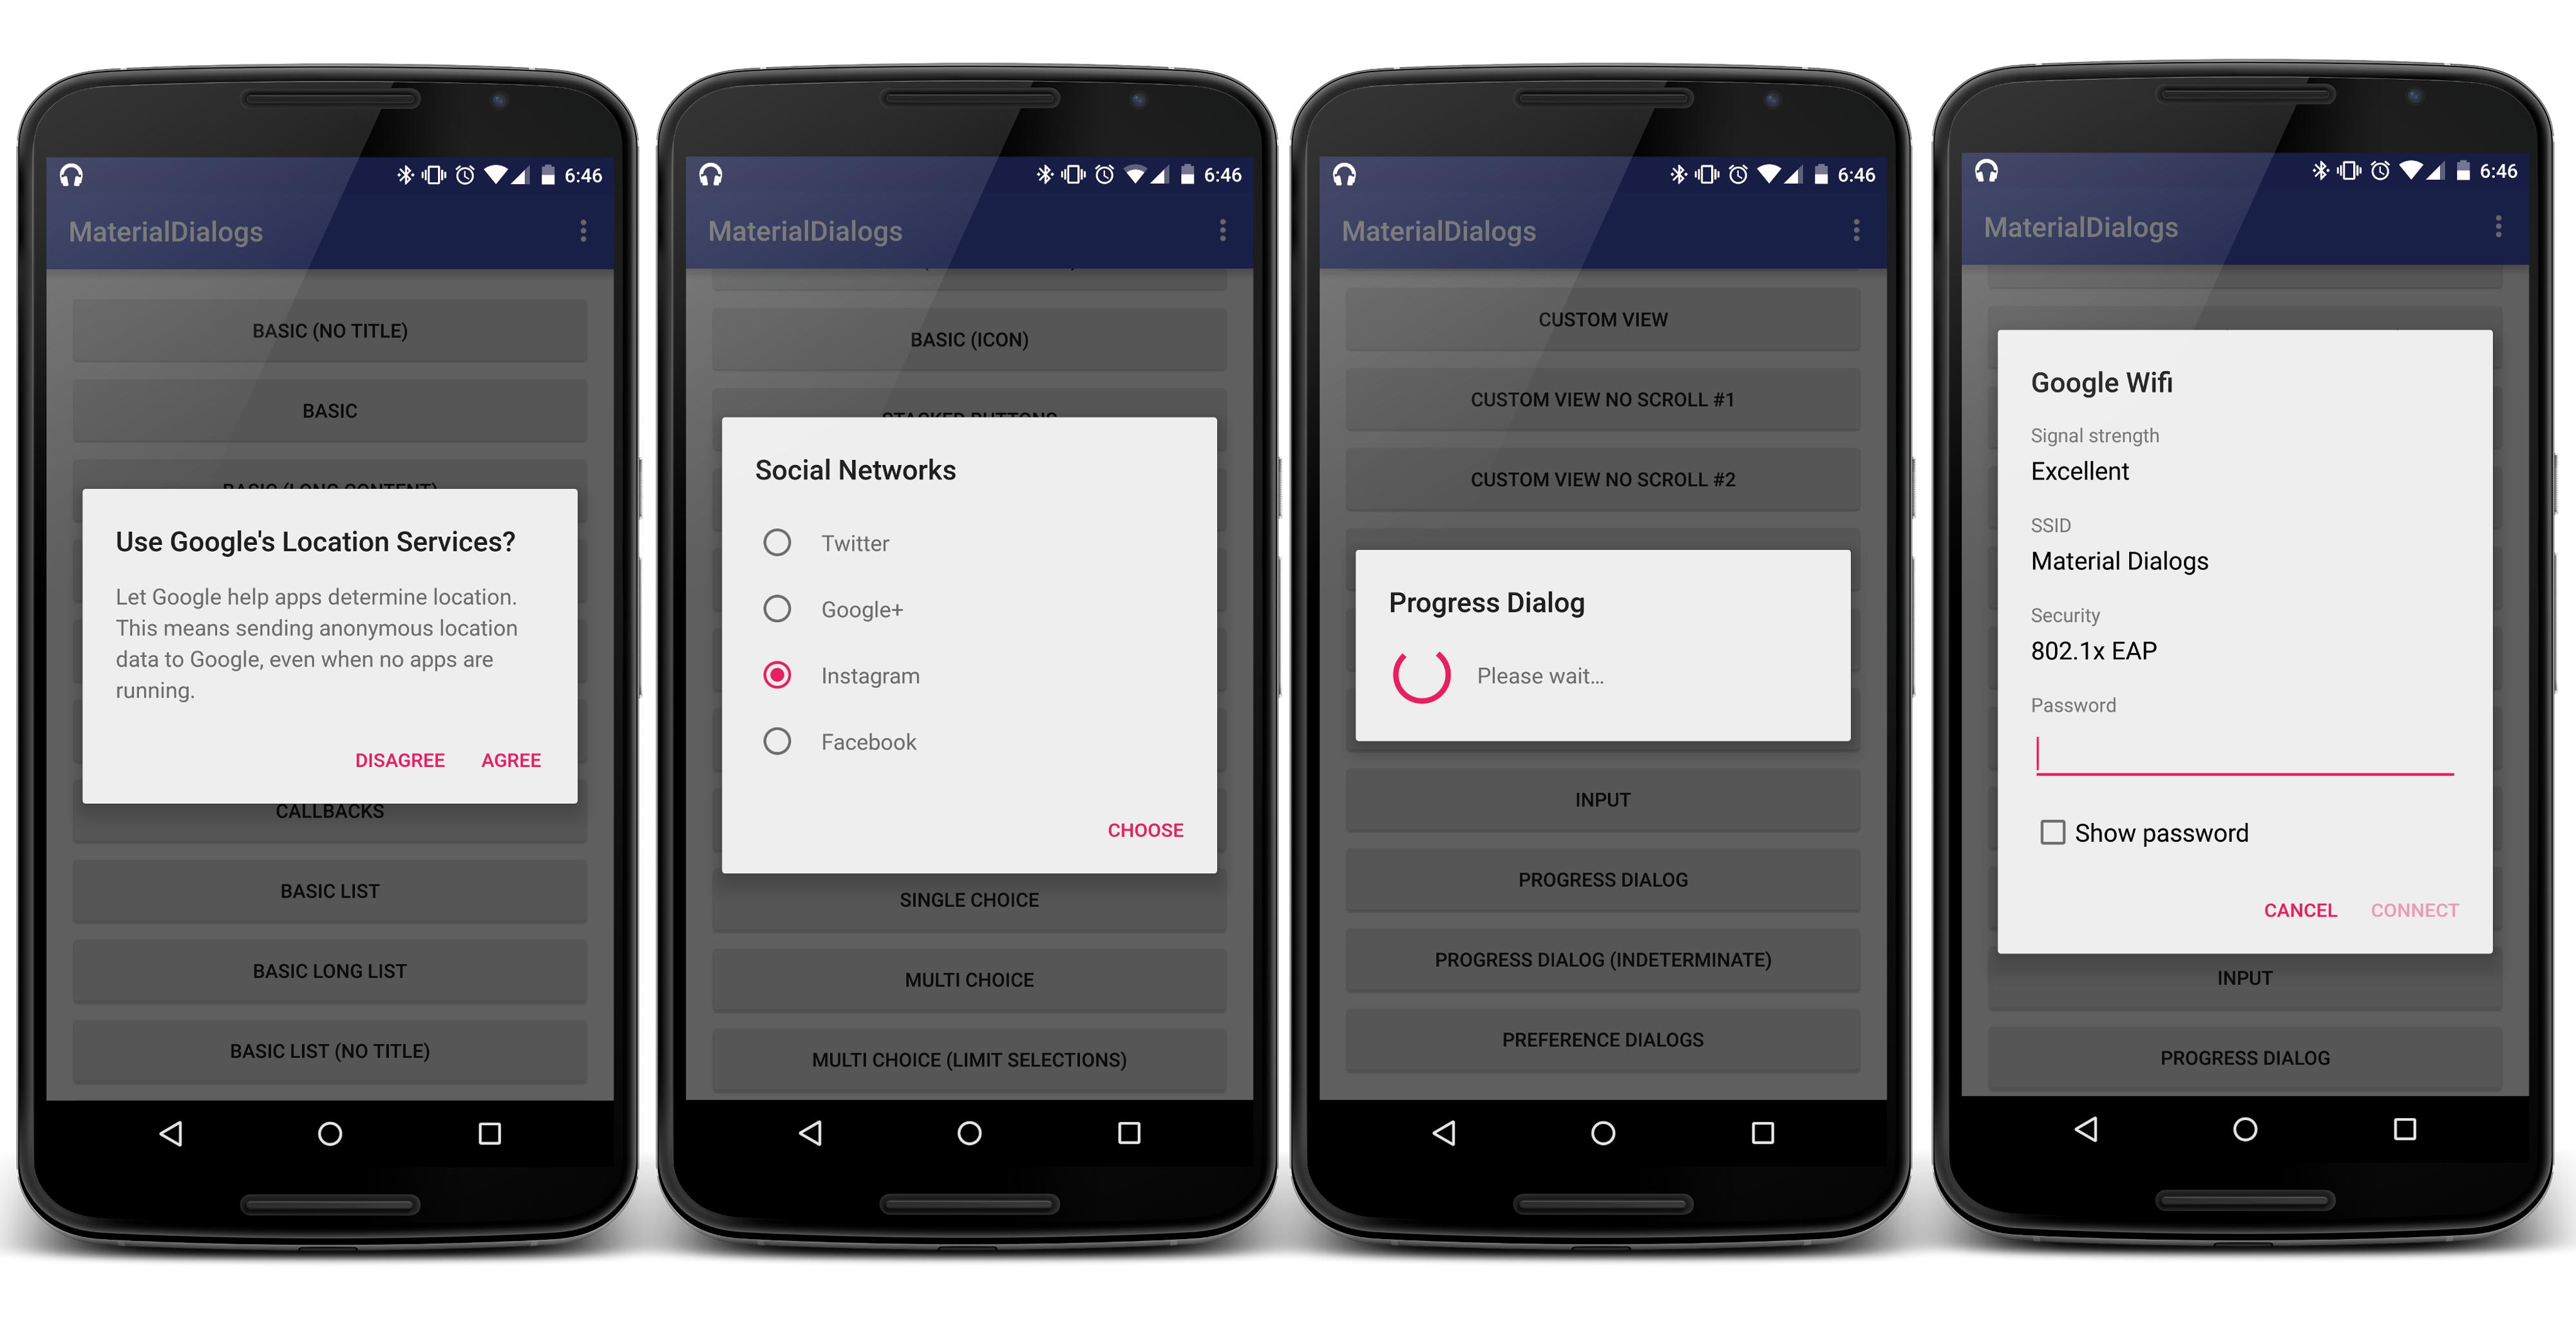 6:46
MaterialDialogs
BASIC (NO TITLE)
BASIC
BASIC (LONG CONTENT)
Use Google's Location Services?
Let Google help apps determine location.
This means sending anonymous location
data to Google, even when no apps are
running.
DISAGREE AGREE
CALLBACKS
BASIC LIST
BASIC LONG LIST
BASIC LIST (NO TITLE)
6:46
MaterialDialogs
BASIC (ICON)
STACKED BUTTONS
Social Networks
Twitter
Google+
Instagram
Facebook
CHOOSE
SINGLE CHOICE
MULTI CHOICE
MULTI CHOICE (LIMIT SELECTIONS)
6:46
MaterialDialogs
CUSTOM VIEW
CUSTOM VIEW NO SCROLL #1
CUSTOM VIEW NO SCROLL #2
Progress Dialog
Please wait...
INPUT
PROGRESS DIALOG
PROGRESS DIALOG (INDETERMINATE)
PREFERENCE DIALOGS
6:46
MaterialDialogs
Google Wifi
Signal strength
Excellent
SSID
Material Dialogs
Security
802.1x EAP
Password
Show password
CANCEL CONNECT
INPUT
PROGRESS DIALOG